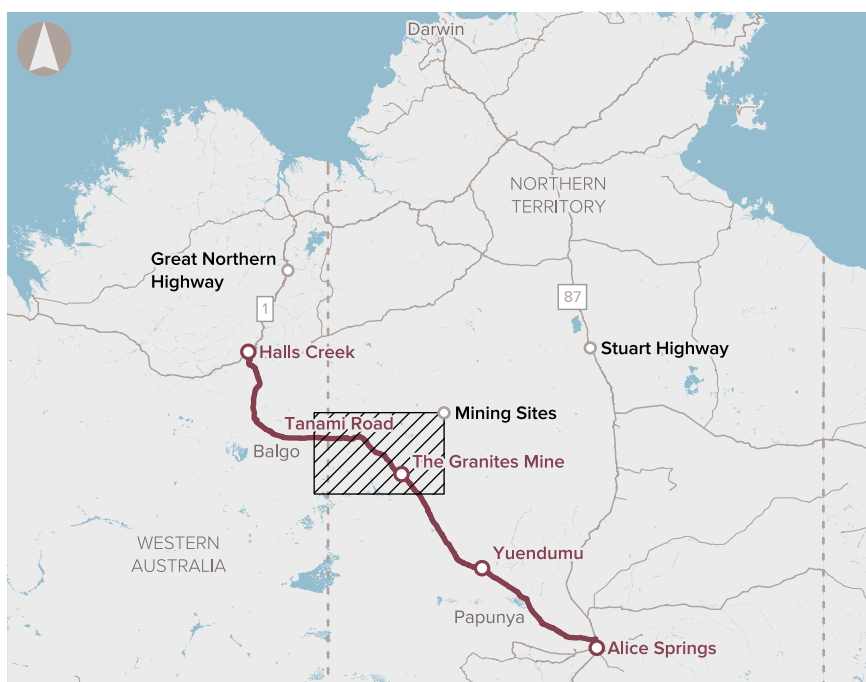 Darwin
NORTHERN
TERRITORY
Great Northern
Highway
87
1
Halls Creek
Stuart Highway
Mining Sites
Tanami Road
Balgo
The Granites Mine
WESTERN
AUSTRALIA
Yuendumu
Papunya
Alice Springs